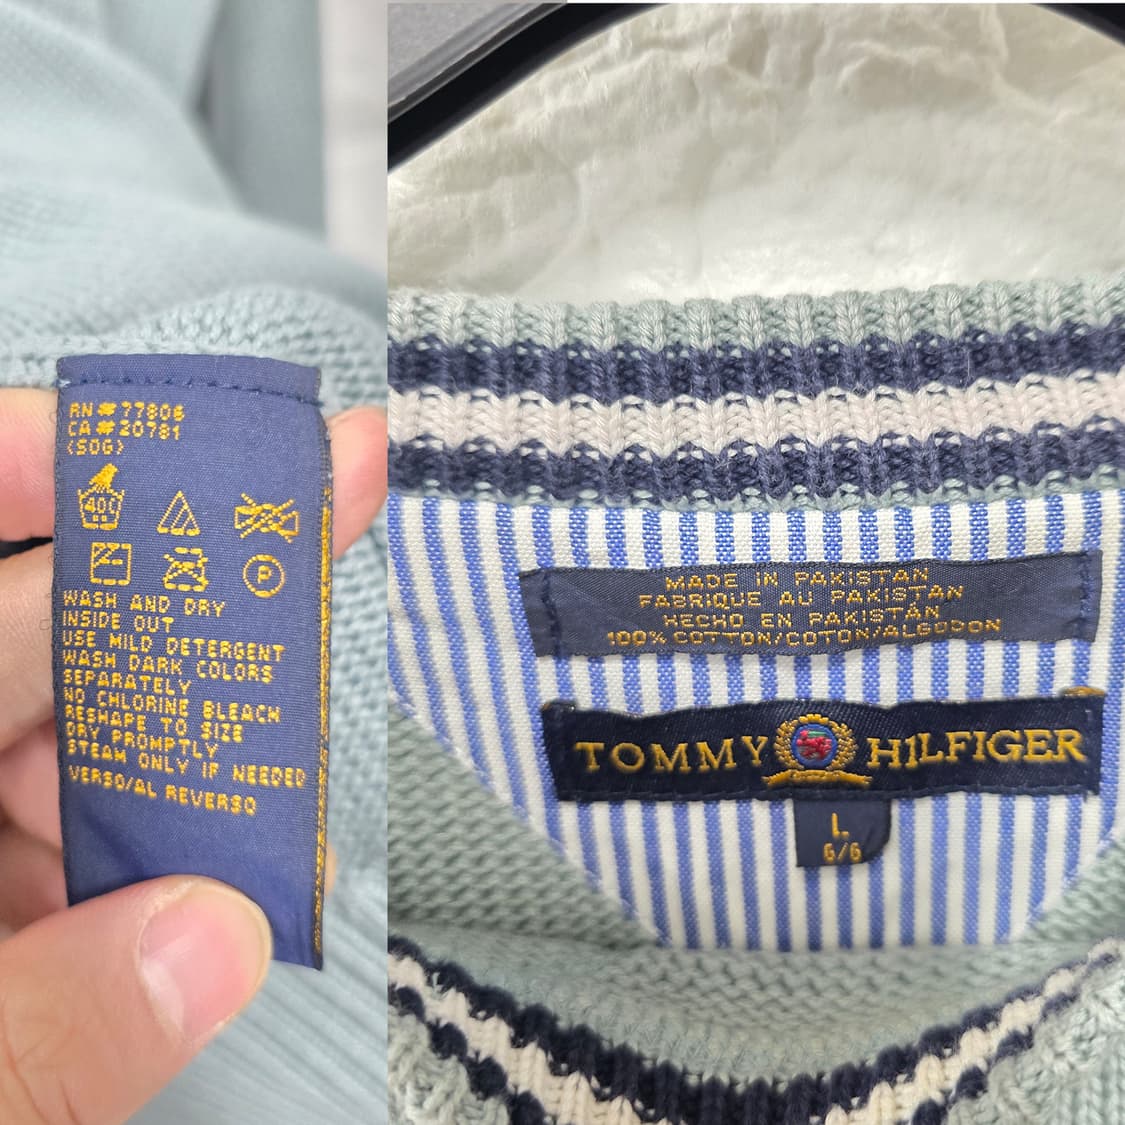 RN # 77806
CA # 20781
(SOG)
40C
P
WASH AND DRY
INSIDE OUT
USE MILD DETERGENT
WASH DARK COLORS
SEPARATELY
NO CHLORINE BLEACH
RESHAPE TO SIZE
DRY PROMPTLY
STEAM ONLY IF NEEDED
VERSO/AL REVERSO
MADE IN PAKISTAN
FABRIQUE AU PAKISTAN
HECHO EN PAKISTÁN
100% COTTON/COTON/ALGODON
TOMMY HILFIGER
L
G/G